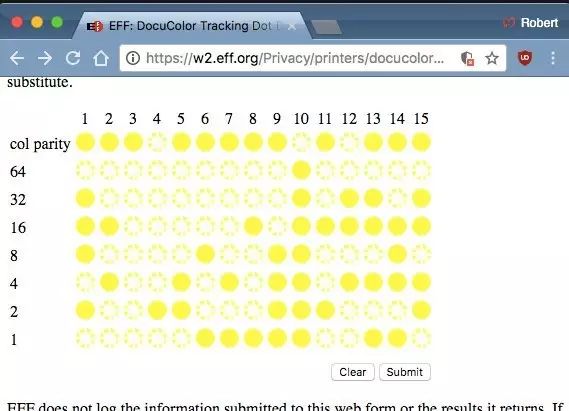 EFF: DocuColor Tracking Dot
Robert
https://w2.eff.org/Privacy/printers/docucolor...
substitute.
1 2 3 4 5 6 7 8 9 10 11 12 13 14 15
col parity
64
32
16
8
4
2
1
Clear Submit
EFF does not log the information submitted to this web form or the results it returns. If